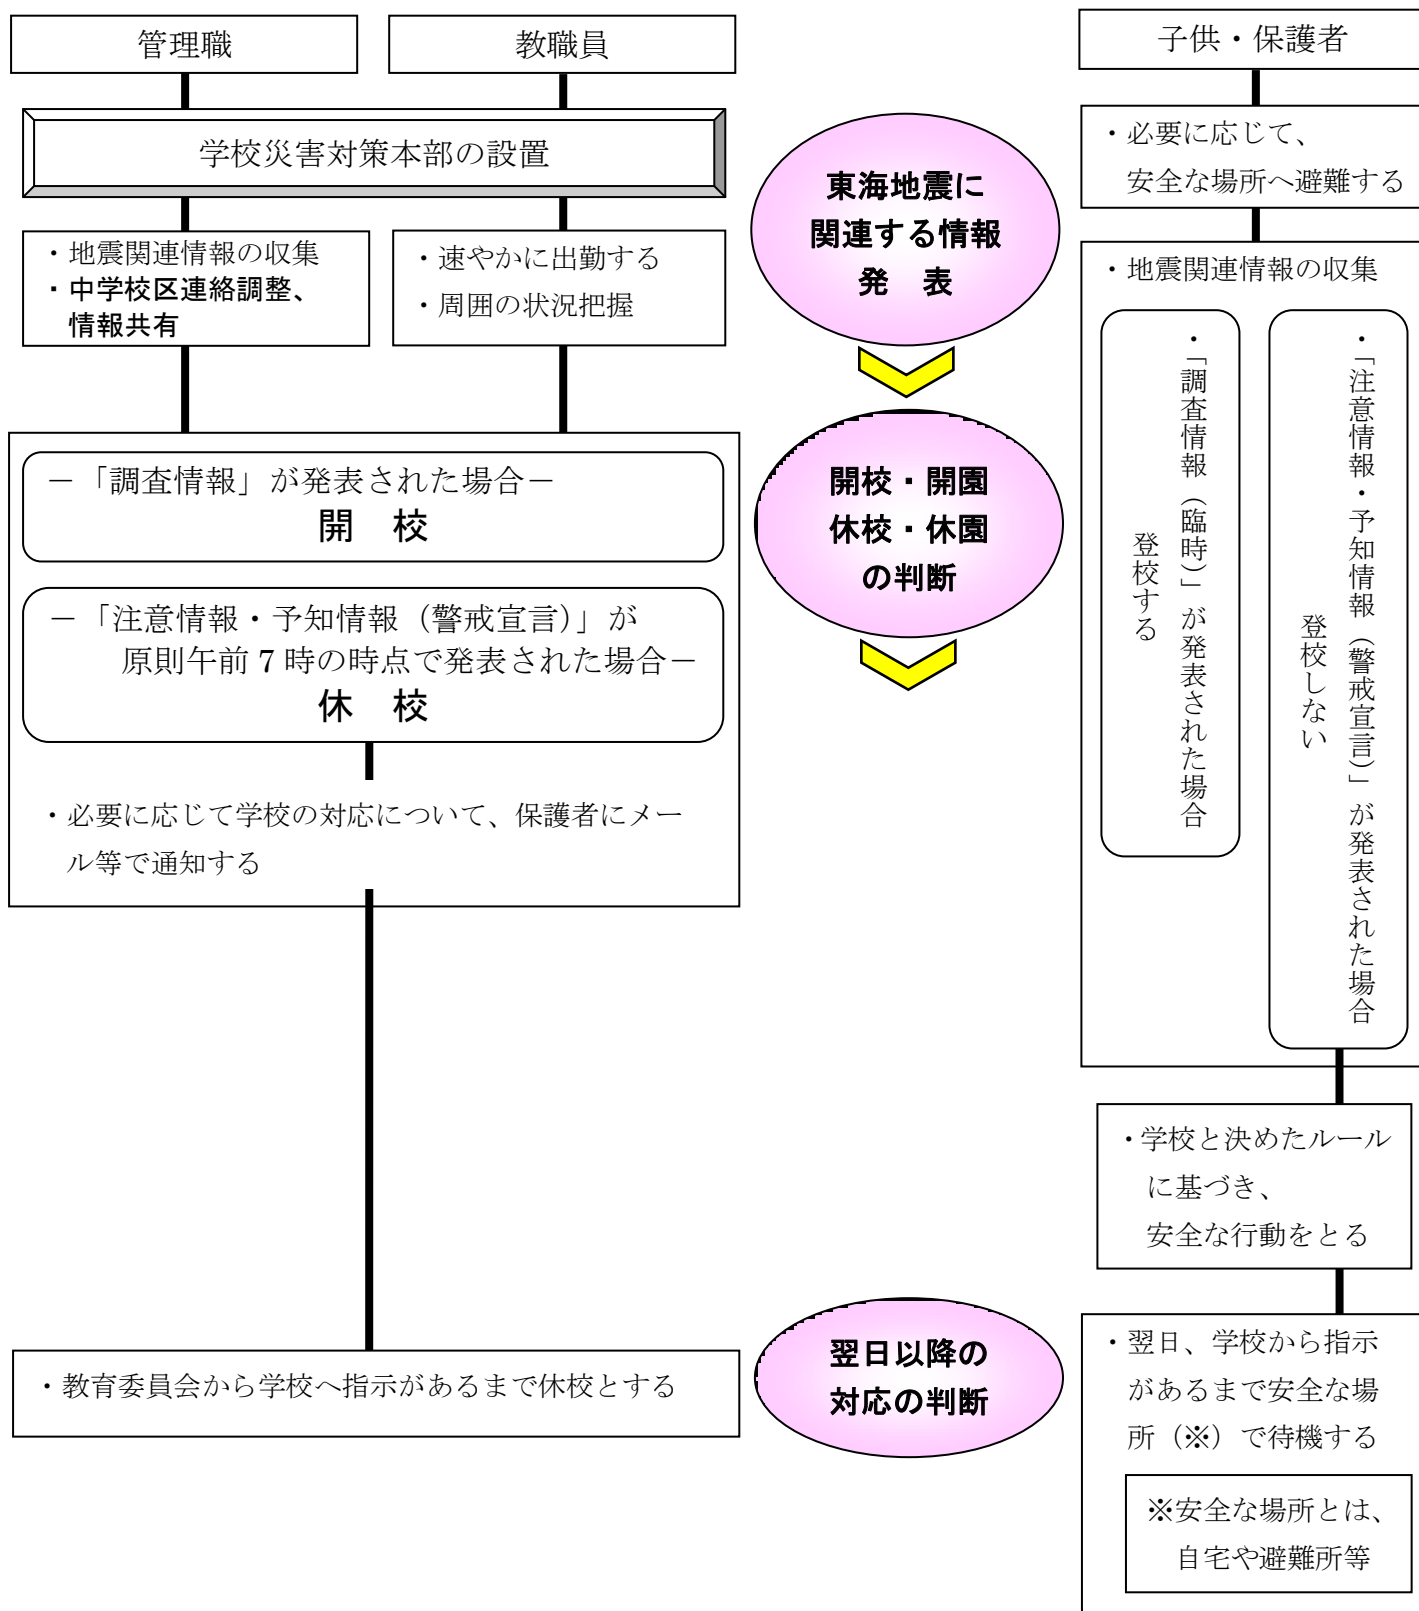 管理職
教職員
学校災害対策本部の設置
・地震関連情報の収集
・中学校区連絡調整、
情報共有
・速やかに出勤する
・周囲の状況把握
－「調査情報」が発表された場合－
開　校
－「注意情報・予知情報（警戒宣言）」が
原則午前 7 時の時点で発表された場合－
休　校
・必要に応じて学校の対応について、保護者にメー
ル等で通知する
・教育委員会から学校へ指示があるまで休校とする
東海地震に
関連する情報
発　表
開校・開園
休校・休園
の判断
翌日以降の
対応の判断
子供・保護者
・必要に応じて、
安全な場所へ避難する
・地震関連情報の収集
・「注意情報・予知情報（警戒宣言）」が発表された場合
登校しない
・「調査情報（臨時）」が発表された場合
登校する
・学校と決めたルール
に基づき、
安全な行動をとる
・翌日、学校から指示
があるまで安全な場
所（※）で待機する
※安全な場所とは、
自宅や避難所等